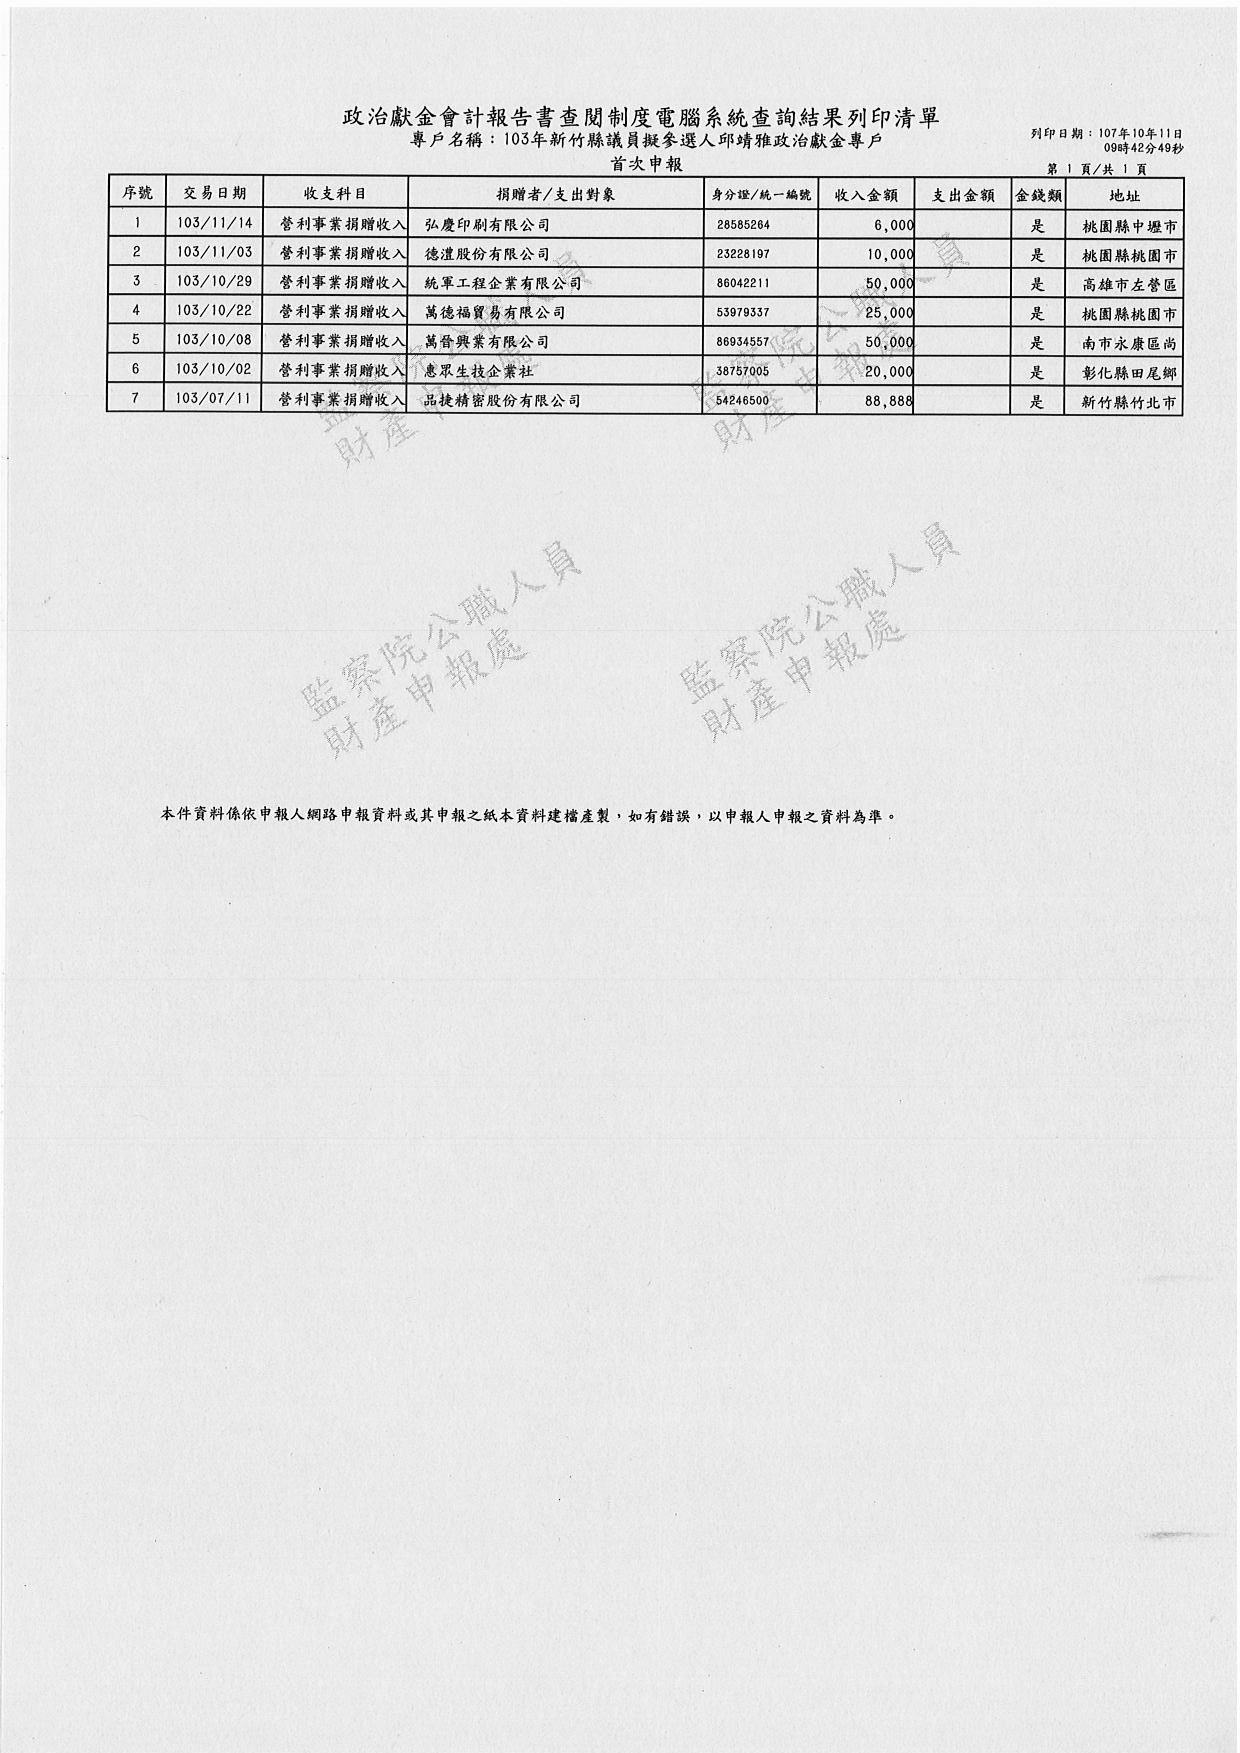 政治獻金會計報告書查閱制度電腦系統查詢結果列印清單
專戶名稱：103年新竹縣議員擬參選人邱靖雅政治獻金專戶
首次申報
列印日期：107年10年11日
09時42分49秒
第 1 頁/共 1 頁
序號 交易日期 收支科目 捐贈者/支出對象 身分證/統一編號 收入金額 支出金額 金錢類 地址
1 103/11/14 營利事業捐贈收入 弘慶印刷有限公司 28585264 6,000 是 桃園縣中壢市
2 103/11/03 營利事業捐贈收入 德灃股份有限公司 23228197 10,000 是 桃園縣桃園市
3 103/10/29 營利事業捐贈收入 統軍工程企業有限公司 86042211 50,000 是 高雄市左營區
4 103/10/22 營利事業捐贈收入 萬德福貿易有限公司 53979337 25,000 是 桃園縣桃園市
5 103/10/08 營利事業捐贈收入 萬晉興業有限公司 86934557 50,000 是 南市永康區尚
6 103/10/02 營利事業捐贈收入 惠眾生技企業社 38757005 20,000 是 彰化縣田尾鄉
7 103/07/11 營利事業捐贈收入 品捷精密股份有限公司 54246500 88,888 是 新竹縣竹北市
監察院公職人員
財產申報處
監察院公職人員
財產申報處
監察院公職人員
財產申報處
監察院公職人員
財產申報處
本件資料係依申報人網路申報資料或其申報之紙本資料建檔產製，如有錯誤，以申報人申報之資料為準。